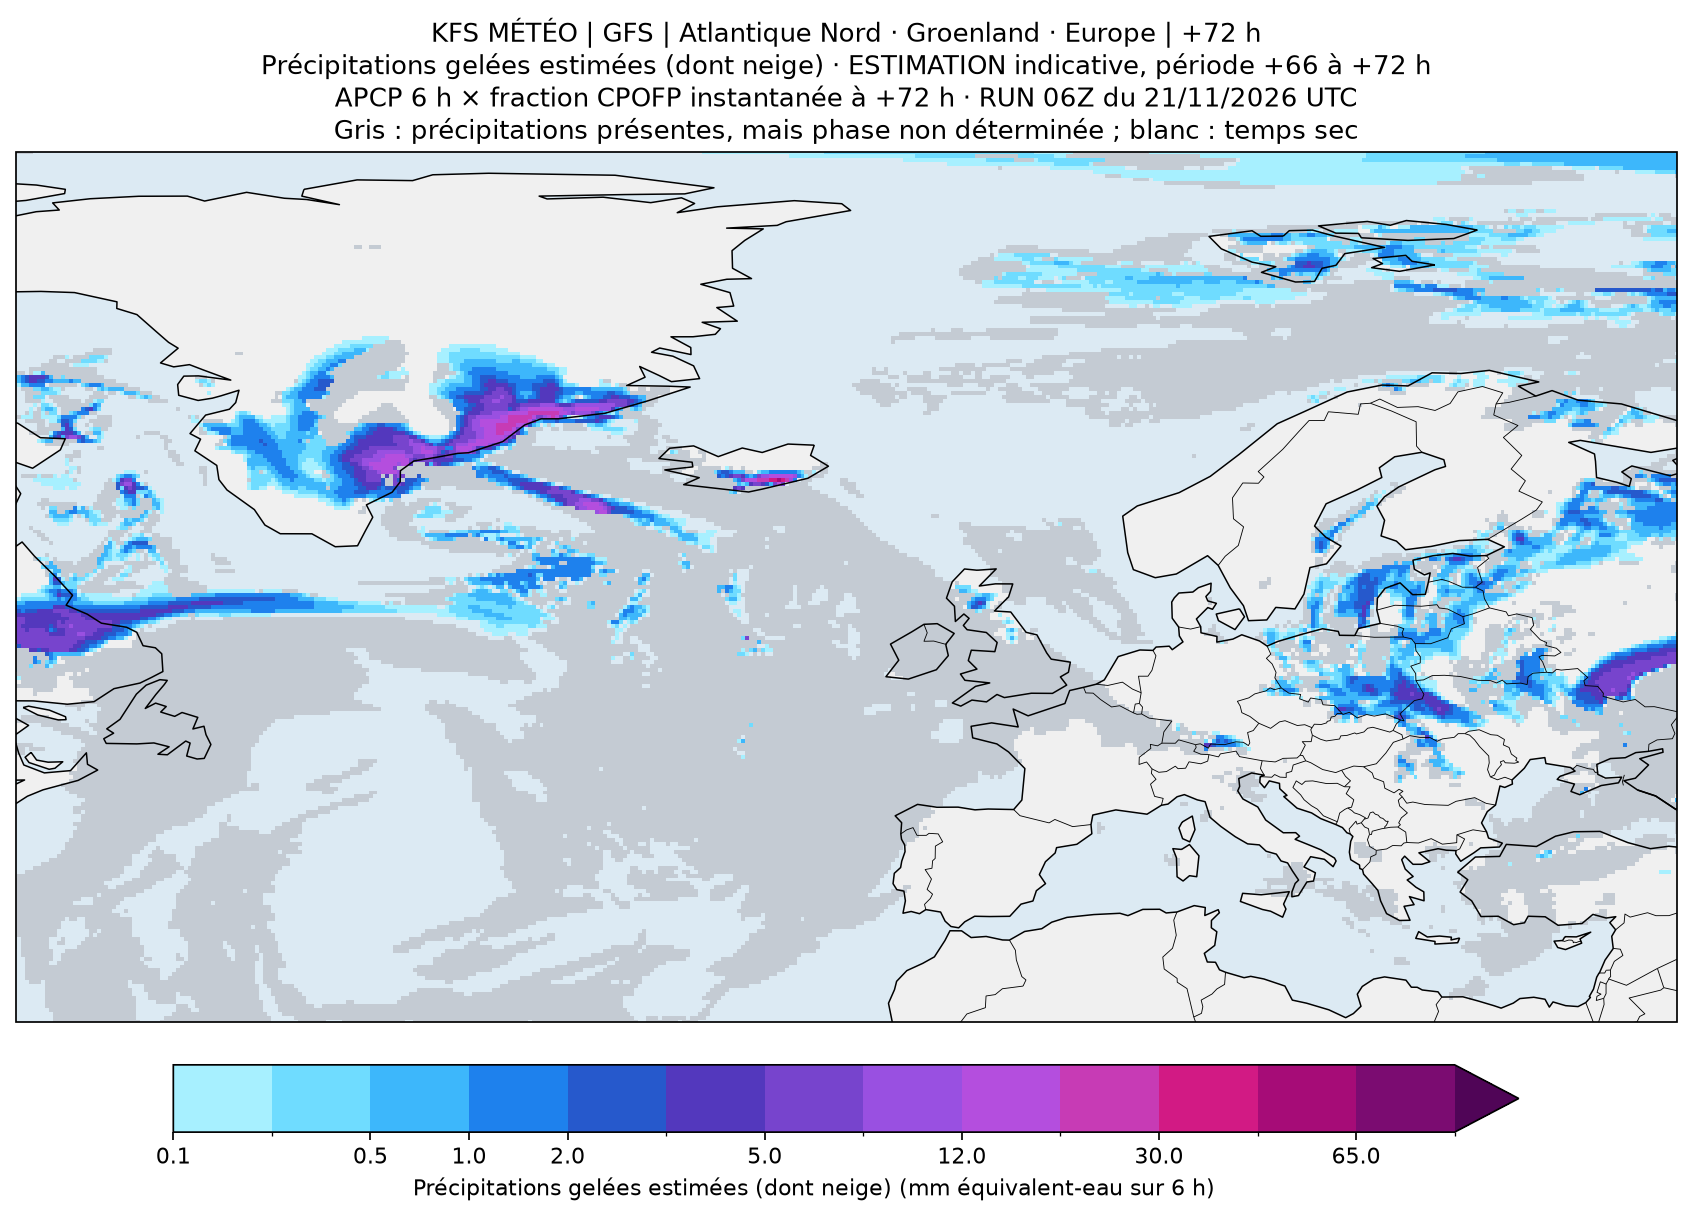 KFS MÉTÉO | GFS | Atlantique Nord · Groenland · Europe | +72 h
Précipitations gelées estimées (dont neige) · ESTIMATION indicative, période +66 à +72 h
APCP 6 h × fraction CPOFP instantanée à +72 h · RUN 06Z du 21/11/2026 UTC
Gris : précipitations présentes, mais phase non déterminée ; blanc : temps sec
0.1 0.5 1.0 2.0 5.0 12.0 30.0 65.0
Précipitations gelées estimées (dont neige) (mm équivalent-eau sur 6 h)